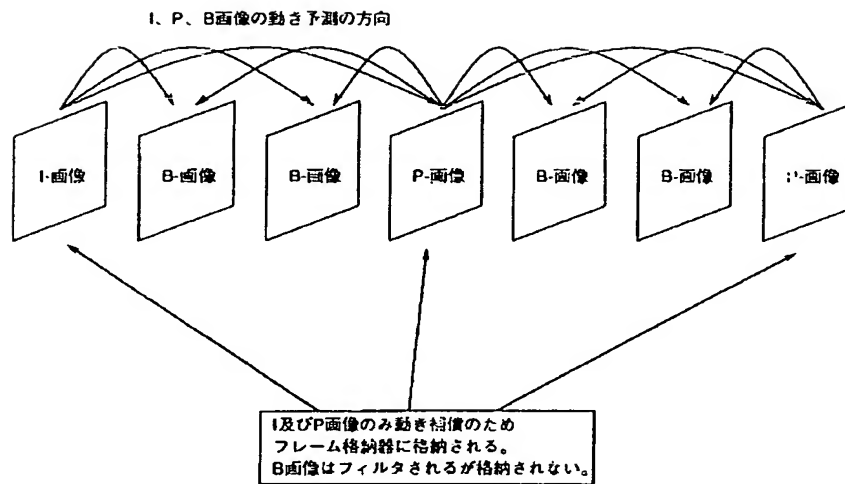 I、P、B画像の動き予測の方向
I-画像
B-画像
B-画像
P-画像
B-画像
B-画像
P-画像
I及びP画像のみ動き補償のため
フレーム格納器に格納される。
B画像はフィルタされるが格納されない。